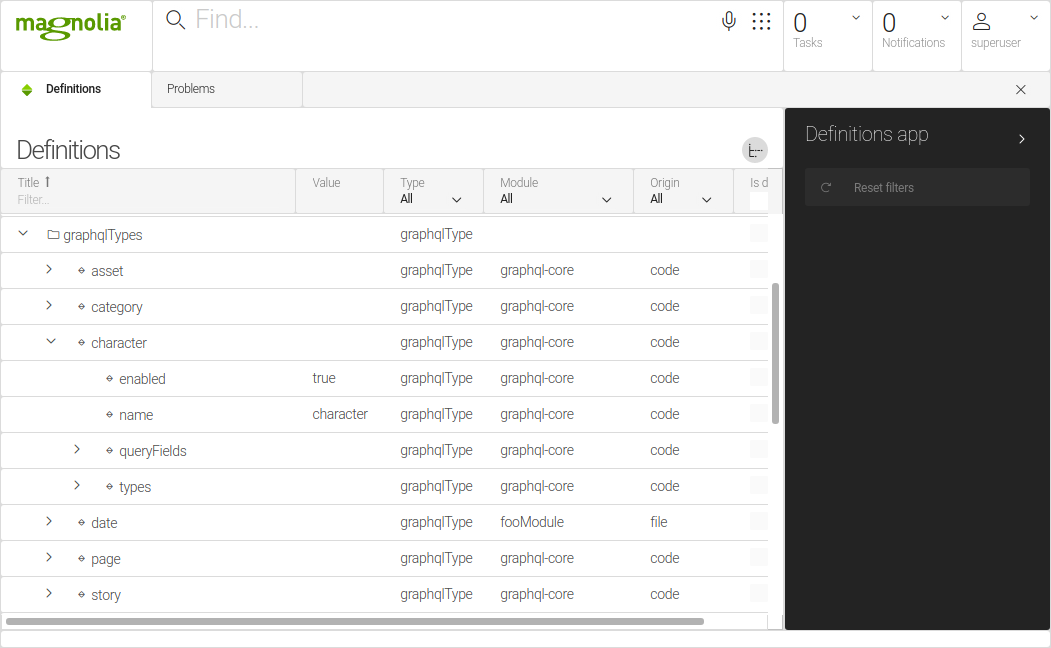 magnolia®
Find...
0
Tasks
0
Notifications
superuser
Definitions
Problems
Definitions
Definitions app
Reset filters
Title Value Type Module Origin Is d
Filter... All All All
graphqlTypes graphqlType
asset graphqlType graphql-core code
category graphqlType graphql-core code
character graphqlType graphql-core code
enabled true graphqlType graphql-core code
name character graphqlType graphql-core code
queryFields graphqlType graphql-core code
types graphqlType graphql-core code
date graphqlType fooModule file
page graphqlType graphql-core code
story graphqlType graphql-core code